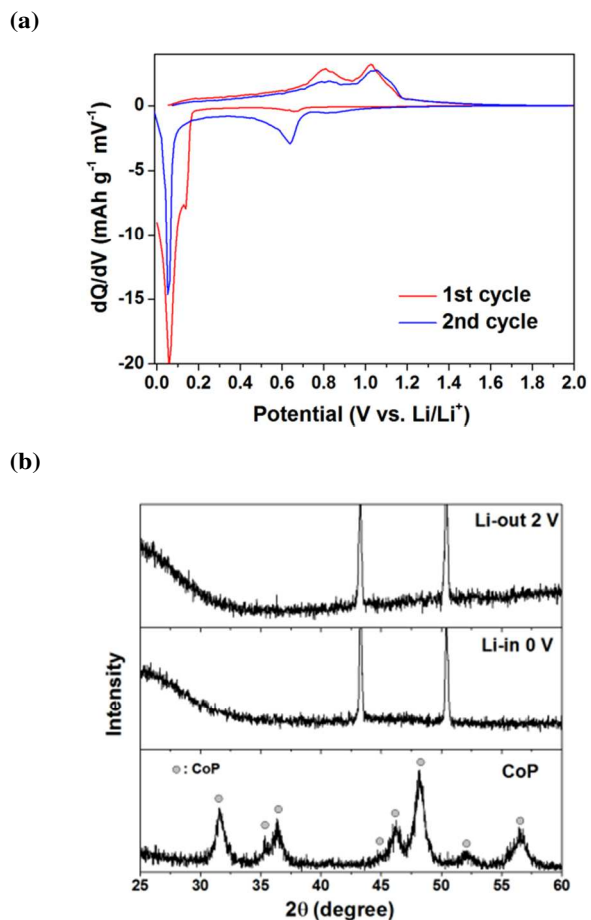 (a)
0
-5
-10
-15
-20
dQ/dV (mAh g⁻¹ mV⁻¹)
1st cycle
2nd cycle
0.0 0.2 0.4 0.6 0.8 1.0 1.2 1.4 1.6 1.8 2.0
Potential (V vs. Li/Li⁺)
(b)
Li-out 2 V
Li-in 0 V
Intensity
: CoP
CoP
25 30 35 40 45 50 55 60
2θ (degree)